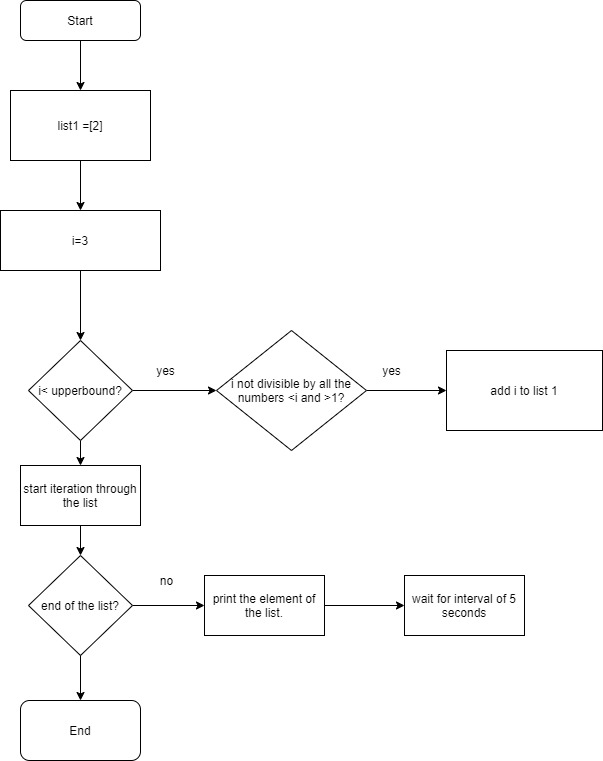 Start
list1 =[2]
i=3
i< upperbound?
yes
i not divisible by all the
numbers <i and >1?
yes
add i to list 1
start iteration through
the list
end of the list?
no
print the element of
the list.
wait for interval of 5
seconds
End